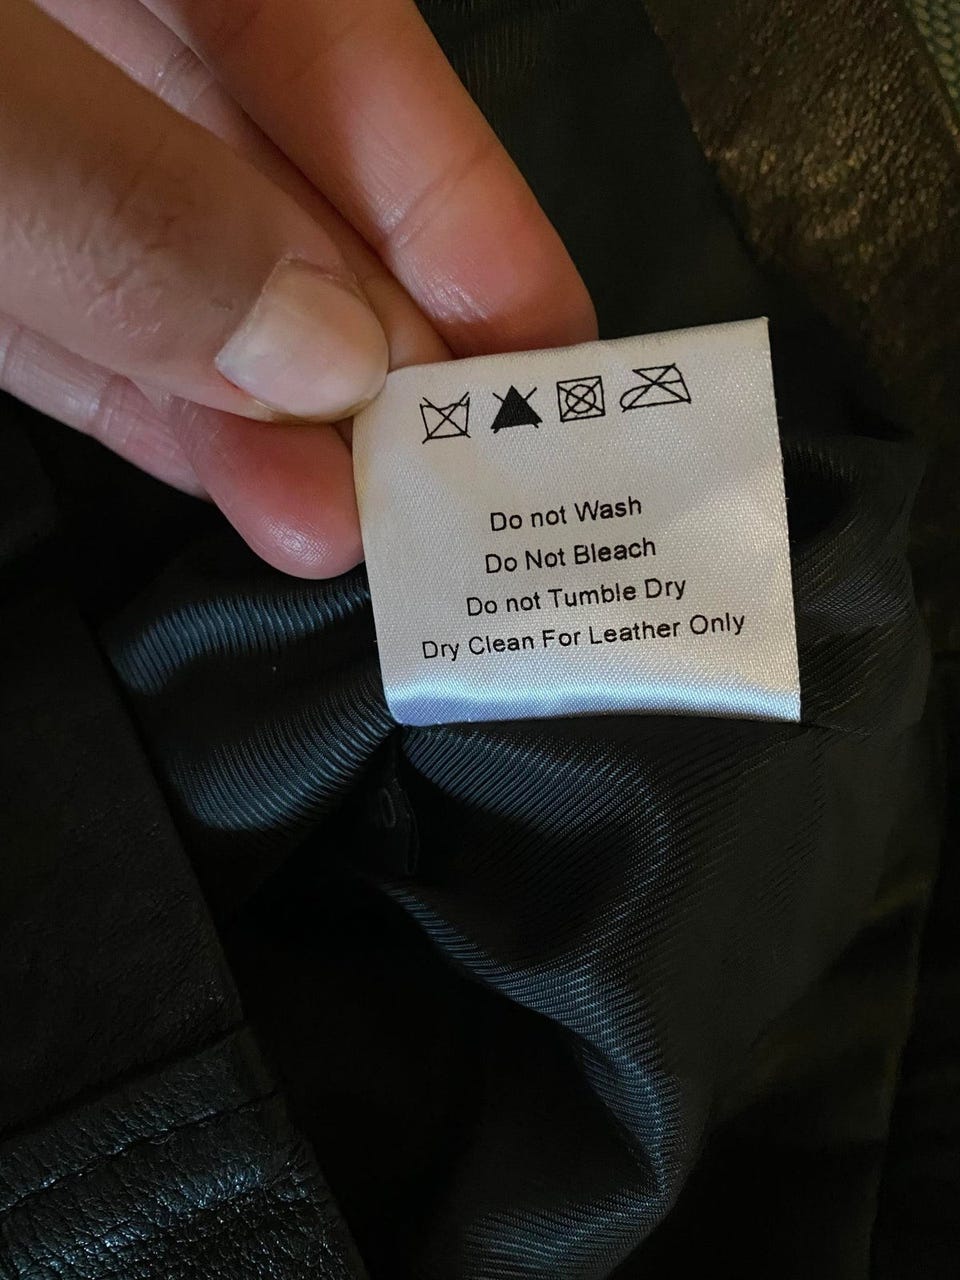 Do not Wash
Do Not Bleach
Do not Tumble Dry
Dry Clean For Leather Only